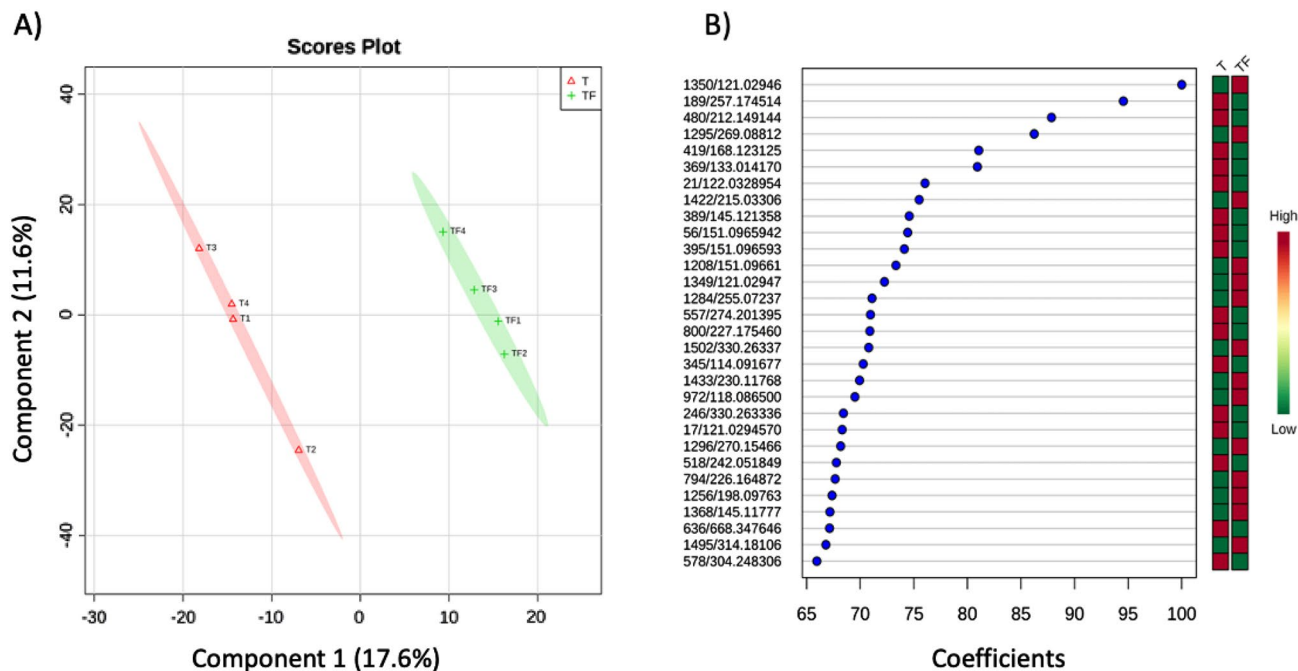 A)
Scores Plot
T
TF
40
20
0
-20
-40
T3
T4
T1
T2
TF4
TF3
TF1
TF2
-30
-20
-10
0
10
20
Component 2 (11.6%)
Component 1 (17.6%)
B)
T
TF
1350/121.02946
189/257.174514
480/212.149144
1295/269.08812
419/168.123125
369/133.014170
21/122.0328954
1422/215.03306
389/145.121358
56/151.0965942
395/151.096593
1208/151.09661
1349/121.02947
1284/255.07237
557/274.201395
800/227.175460
1502/330.26337
345/114.091677
1433/230.11768
972/118.086500
246/330.263336
17/121.0294570
1296/270.15466
518/242.051849
794/226.164872
1256/198.09763
1368/145.11777
636/668.347646
1495/314.18106
578/304.248306
65 70 75 80 85 90 95 100
Coefficients
High
Low